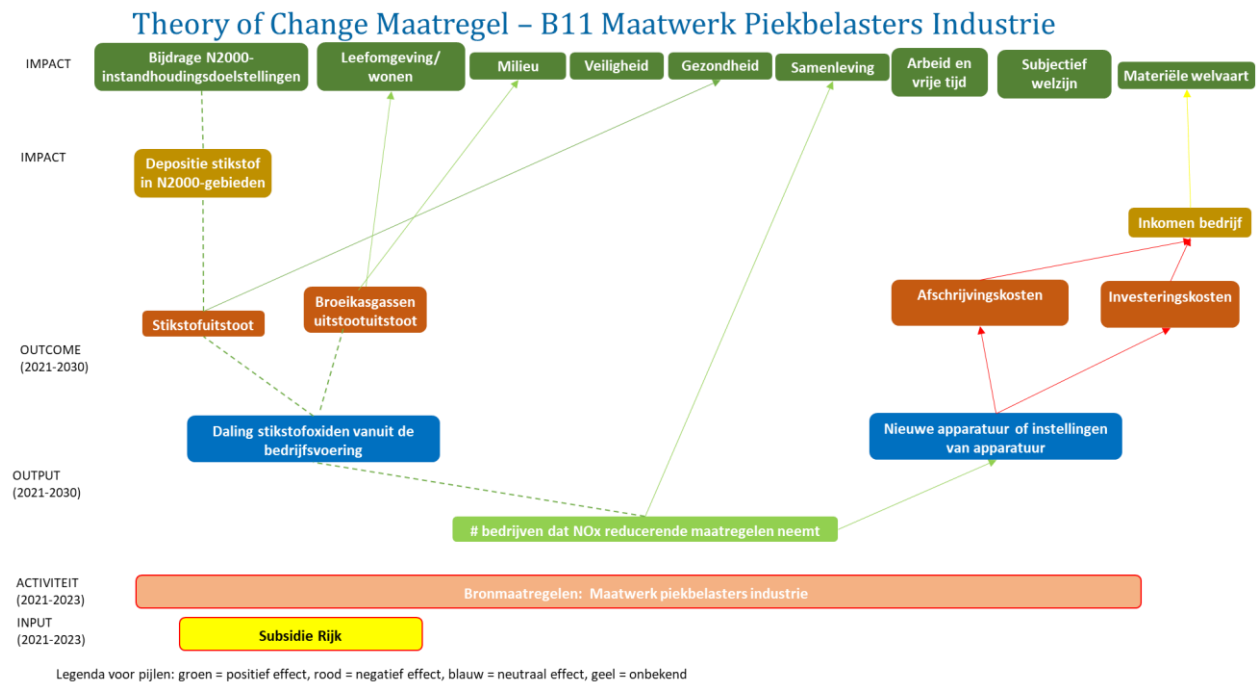 Theory of Change Maatregel – B11 Maatwerk Piekbelasters Industrie
IMPACT
Bijdrage N2000-
instandhoudingsdoelstellingen
Leefomgeving/
wonen
Milieu
Veiligheid
Gezondheid
Samenleving
Arbeid en
vrije tijd
Subjectief
welzijn
Materiële welvaart
IMPACT
Depositie stikstof
in N2000-gebieden
Inkomen bedrijf
Stikstofuitstoot
Broeikasgassen
uitstootuitstoot
Afschrijvingskosten
Investeringskosten
OUTCOME
(2021-2030)
Daling stikstofoxiden vanuit de
bedrijfsvoering
Nieuwe apparatuur of instellingen
van apparatuur
OUTPUT
(2021-2030)
# bedrijven dat NOx reducerende maatregelen neemt
ACTIVITEIT
(2021-2023)
Bronmaatregelen: Maatwerk piekbelasters industrie
INPUT
(2021-2023)
Subsidie Rijk
Legenda voor pijlen: groen = positief effect, rood = negatief effect, blauw = neutraal effect, geel = onbekend